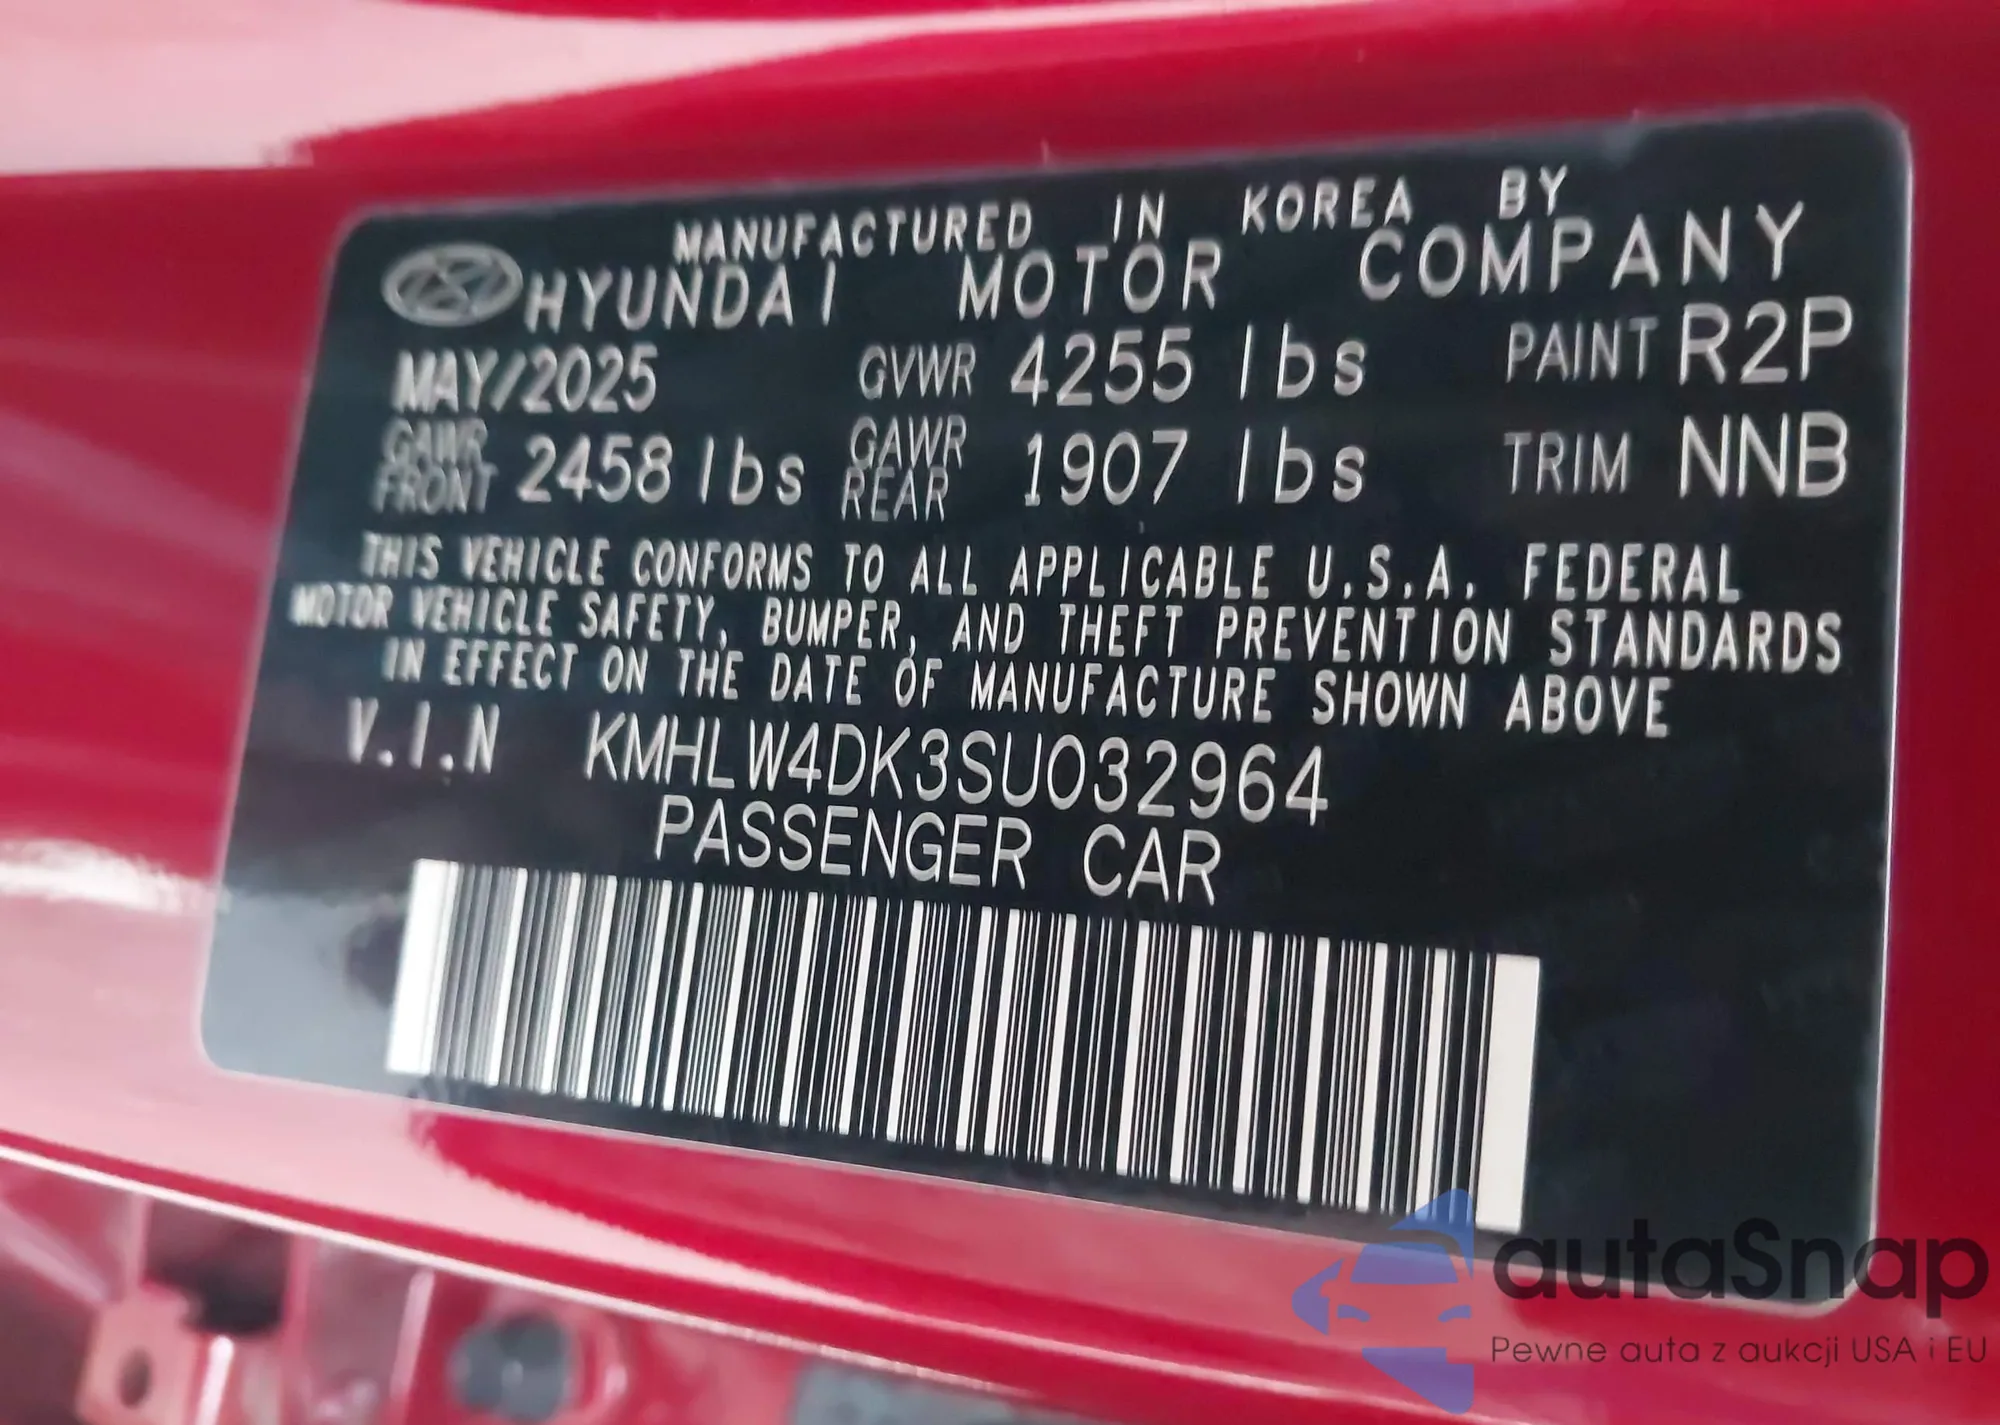 MANUFACTURED IN KOREA BY
HYUNDAI MOTOR COMPANY
MAY/2025 GVWR 4255 lbs PAINT R2P
GAWR FRONT 2458 lbs GAWR REAR 1907 lbs TRIM NNB
THIS VEHICLE CONFORMS TO ALL APPLICABLE U.S.A. FEDERAL
MOTOR VEHICLE SAFETY, BUMPER, AND THEFT PREVENTION STANDARDS
IN EFFECT ON THE DATE OF MANUFACTURE SHOWN ABOVE
V.I.N KMHLW4DK3SU032964
PASSENGER CAR
autaSnap
Pewne auta z aukcji USA i EU